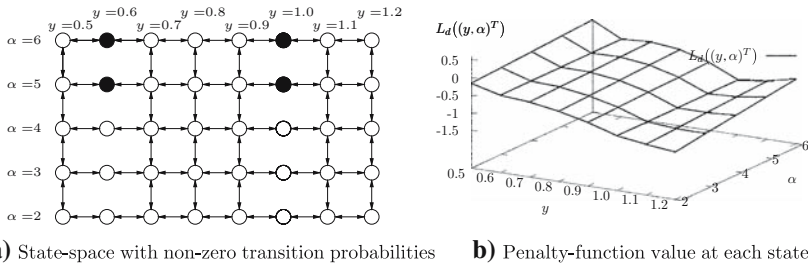 y = 0.6 y = 0.8 y = 1.0 y = 1.2
y = 0.5 y = 0.7 y = 0.9 y = 1.1
α = 6
α = 5
α = 4
α = 3
α = 2
a) State-space with non-zero transition probabilities
L_d((y, α)^T)
L_d((y, α)^T)
0.5
0
-0.5
-1
-1.5
0.5 0.6 0.7 0.8 0.9 1.0 1.1 1.2
y
2 3 4 5 6
α
b) Penalty-function value at each state